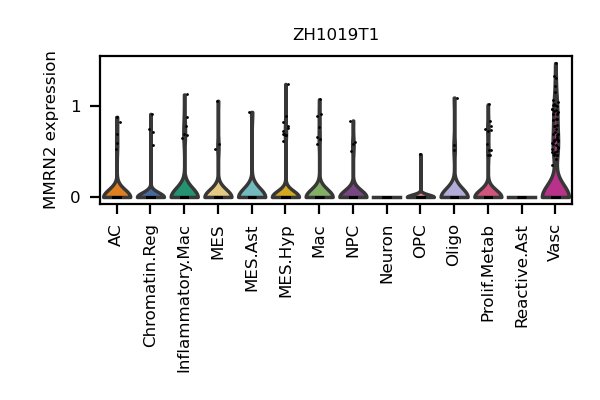 ZH1019T1
MMRN2 expression
1
0
AC
Chromatin.Reg
Inflammatory.Mac
MES
MES.Ast
MES.Hyp
Mac
NPC
Neuron
OPC
Oligo
Prolif.Metab
Reactive.Ast
Vasc